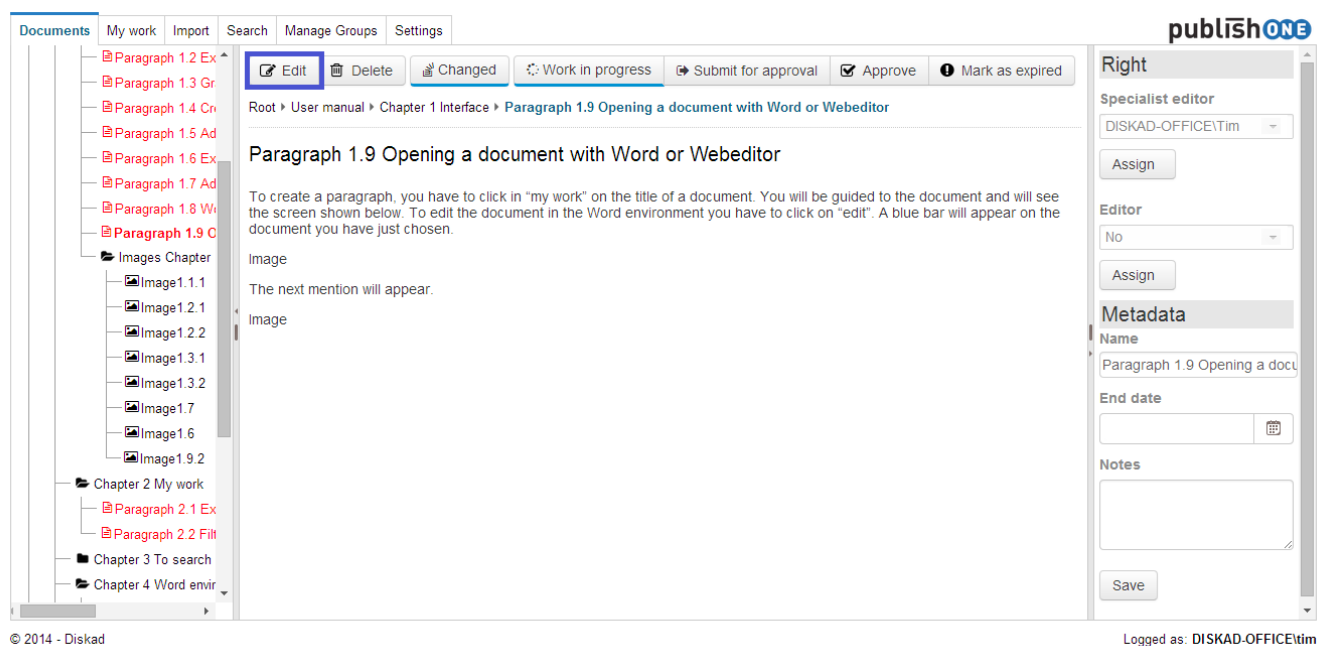 Documents My work Import Search Manage Groups Settings
publishONE
Paragraph 1.2 Ex
Paragraph 1.3 Gr
Paragraph 1.4 Cre
Paragraph 1.5 Ad
Paragraph 1.6 Ex
Paragraph 1.7 Ad
Paragraph 1.8 Wo
Paragraph 1.9 O
Images Chapter
Image1.1.1
Image1.2.1
Image1.2.2
Image1.3.1
Image1.3.2
Image1.7
Image1.6
Image1.9.2
Chapter 2 My work
Paragraph 2.1 Ex
Paragraph 2.2 Filt
Chapter 3 To search
Chapter 4 Word envir
Edit Delete Changed Work in progress Submit for approval Approve Mark as expired
Root User manual Chapter 1 Interface Paragraph 1.9 Opening a document with Word or Webeditor
Paragraph 1.9 Opening a document with Word or Webeditor
To create a paragraph, you have to click in “my work” on the title of a document. You will be guided to the document and will see
the screen shown below. To edit the document in the Word environment you have to click on “edit”. A blue bar will appear on the
document you have just chosen.
Image
The next mention will appear.
Image
Right
Specialist editor
DISKAD-OFFICE\Tim
Assign
Editor
No
Assign
Metadata
Name
Paragraph 1.9 Opening a docu
End date
Notes
Save
© 2014 - Diskad
Logged as: DISKAD-OFFICE\tim